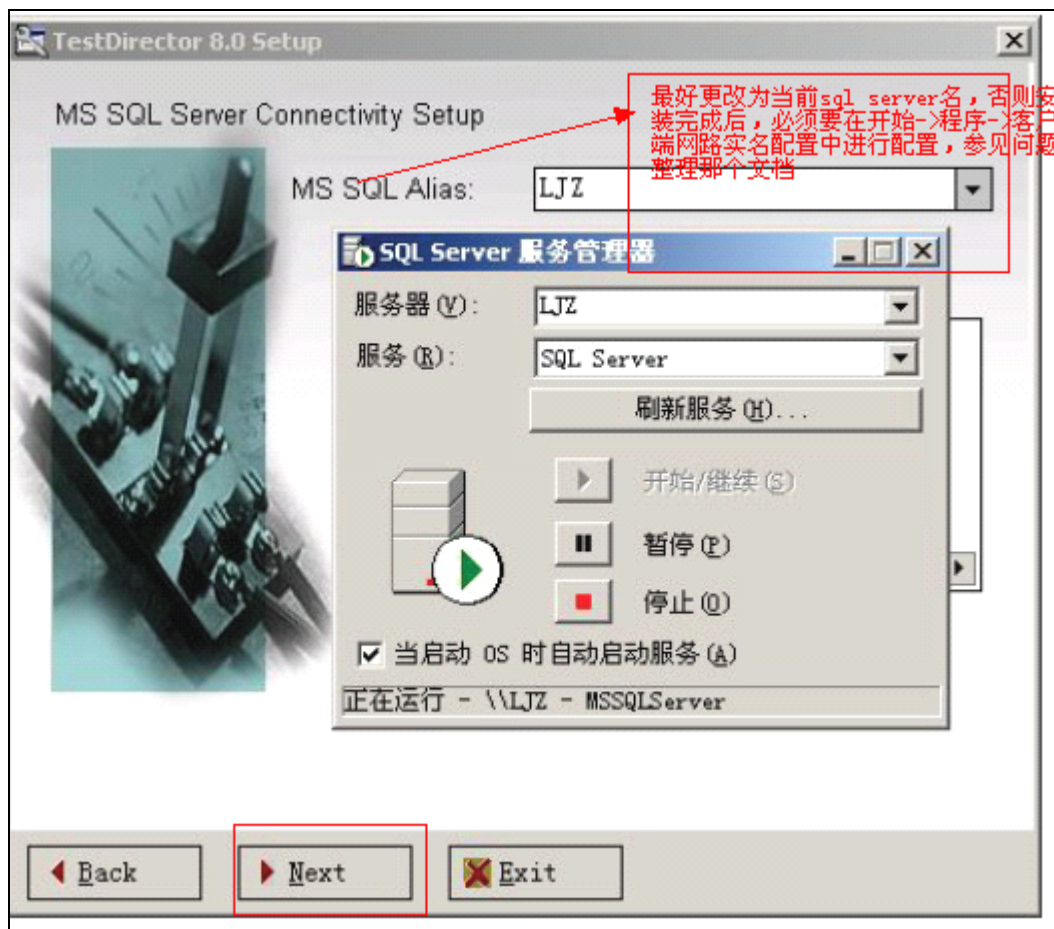 TestDirector 8.0 Setup
MS SQL Server Connectivity Setup
最好更改为当前sql server名，否则安
装完成后，必须要在开始->程序->客户
端网路实名配置中进行配置，参见问题
整理那个文档
MS SQL Alias:
LJZ
SQL Server 服务管理器
服务器(V):
LJZ
服务(R):
SQL Server
刷新服务(H)...
开始/继续(S)
暂停(P)
停止(O)
当启动 OS 时自动启动服务(A)
正在运行 - \\LJZ - MSSQLServer
Back
Next
Exit